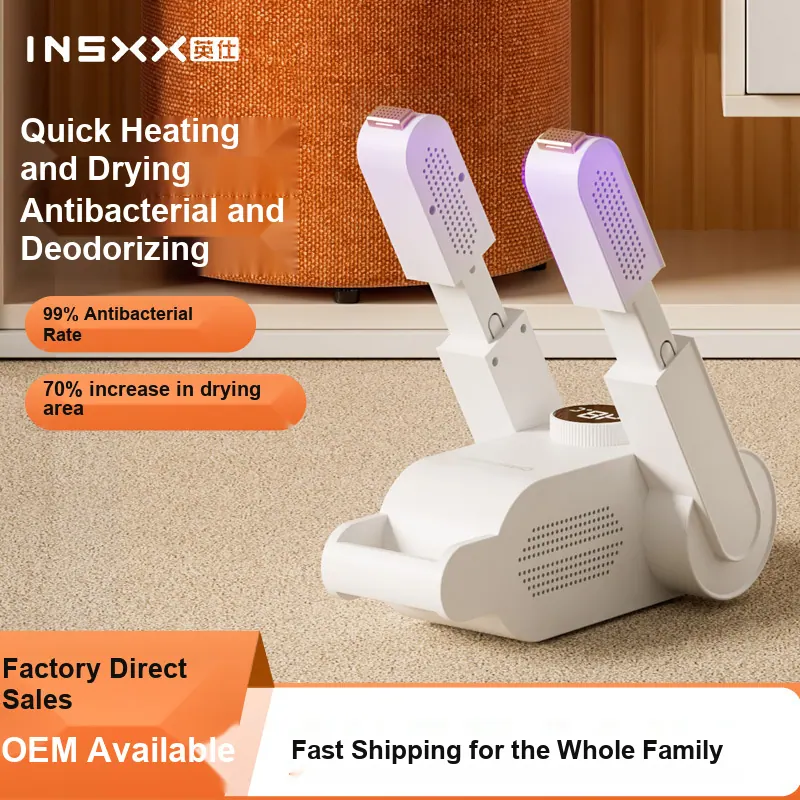 INSXX英仕
Quick Heating
and Drying
Antibacterial and
Deodorizing
99% Antibacterial
Rate
70% increase in drying
area
Factory Direct
Sales
OEM Available
Fast Shipping for the Whole Family